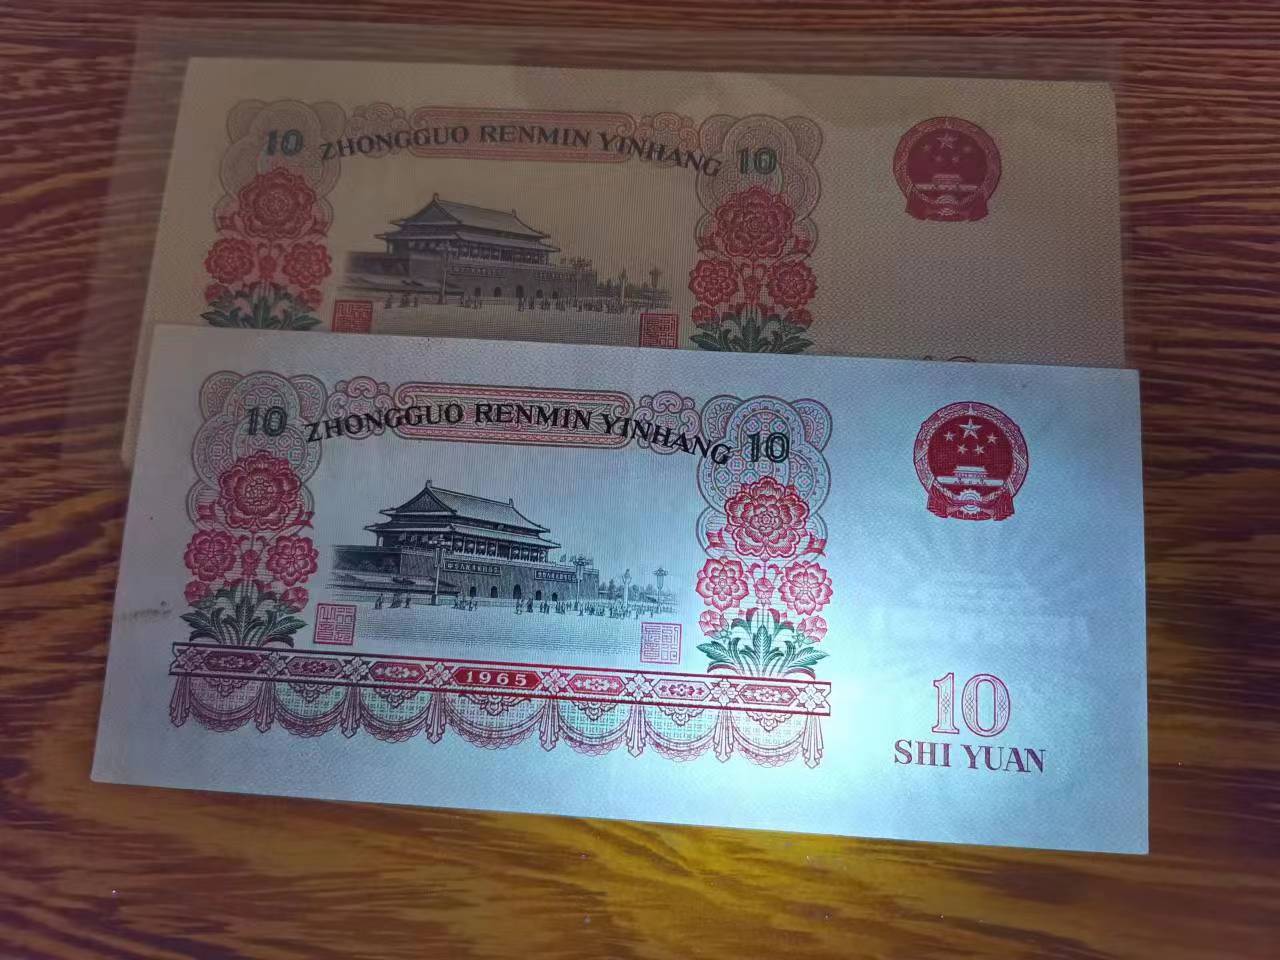 10 ZHONGGUO RENMIN YINHANG 10
10 ZHONGGUO RENMIN YINHANG 10
1965
10
SHI YUAN